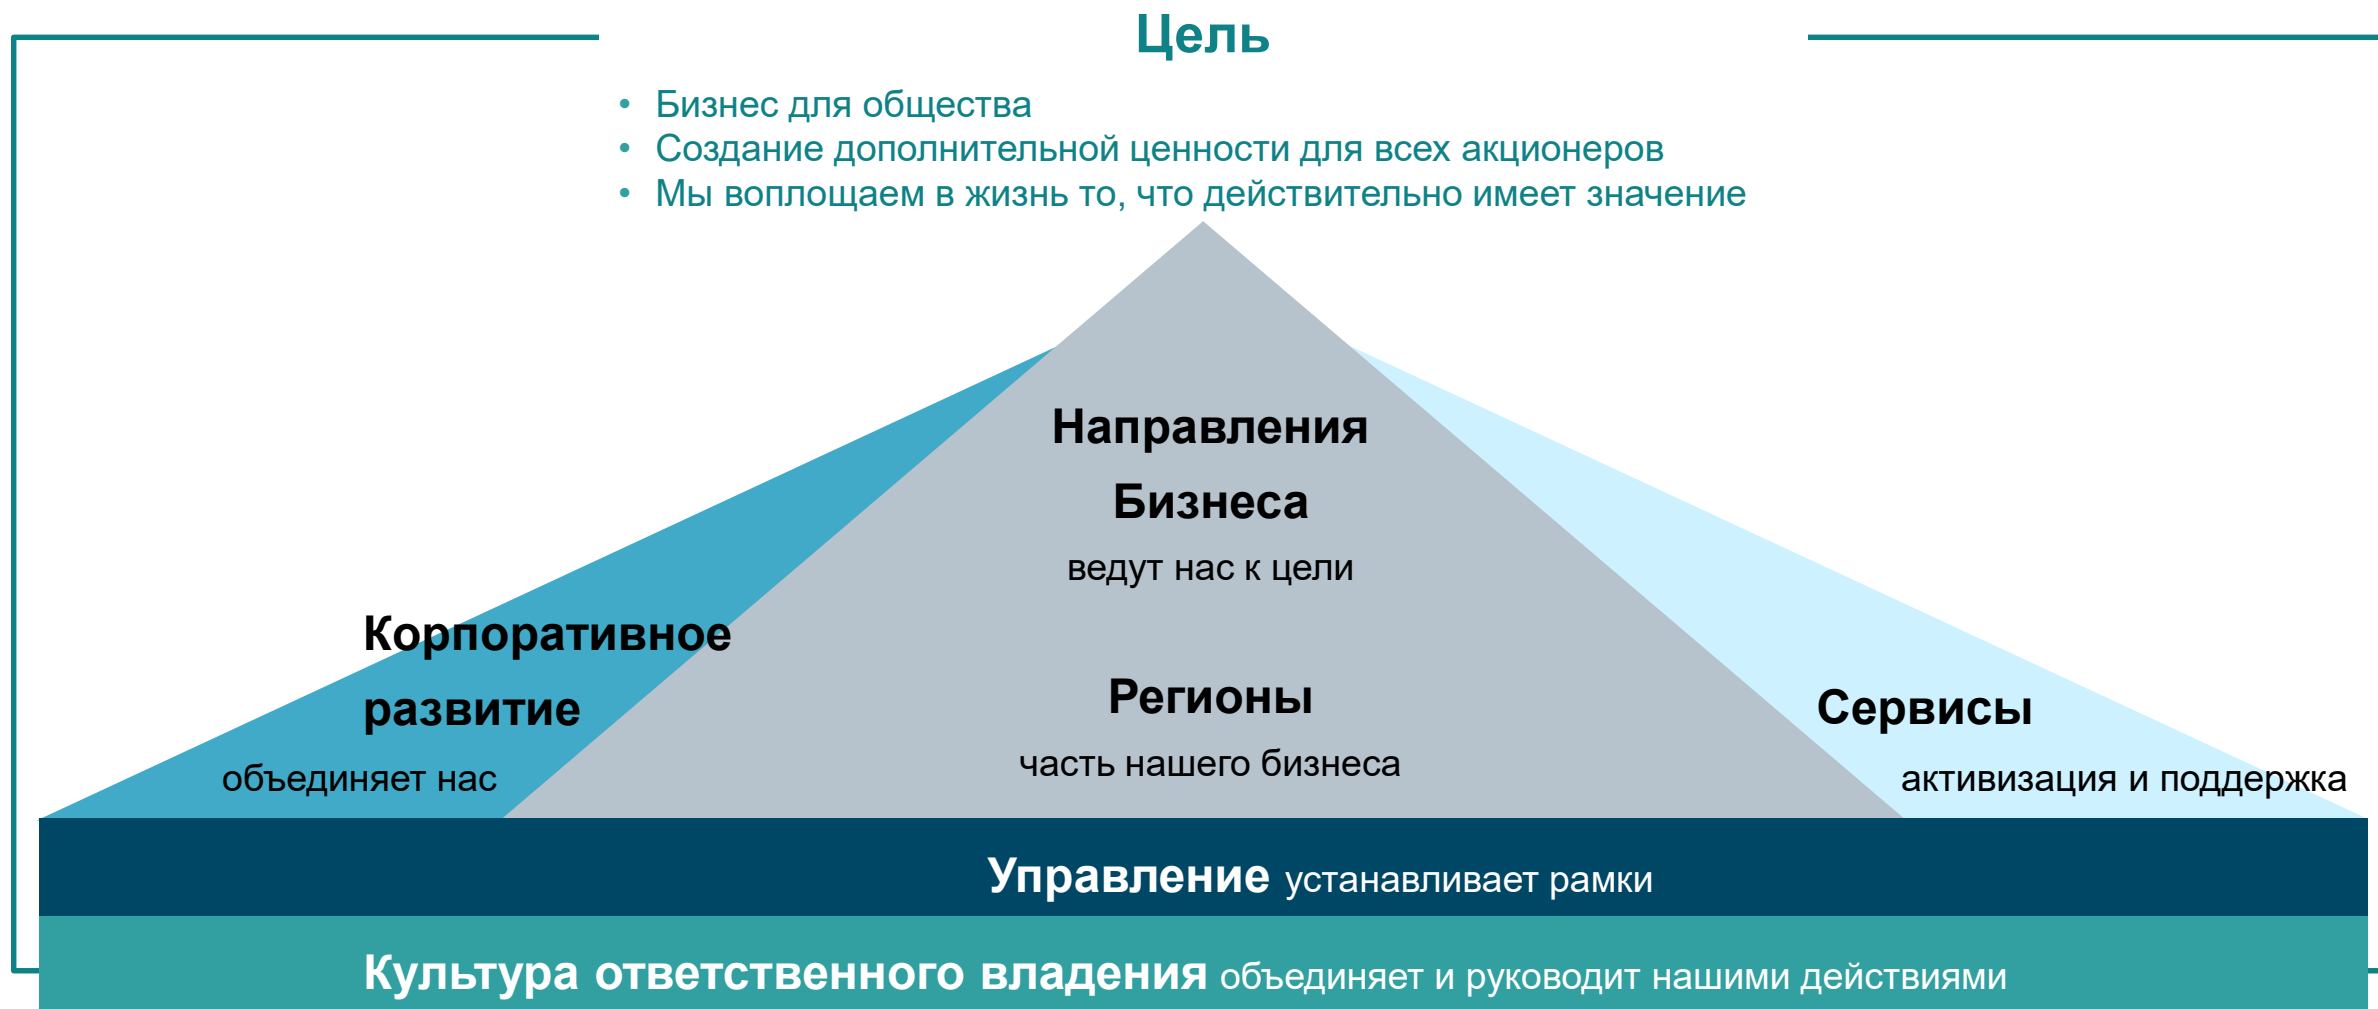 Цель
• Бизнес для общества
• Создание дополнительной ценности для всех акционеров
• Мы воплощаем в жизнь то, что действительно имеет значение
Направления
Бизнеса
ведут нас к цели
Корпоративное
развитие
объединяет нас
Регионы
часть нашего бизнеса
Сервисы
активизация и поддержка
Управление устанавливает рамки
Культура ответственного владения объединяет и руководит нашими действиями